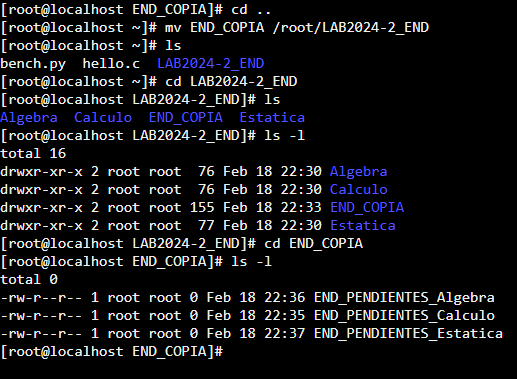 [root@localhost END_COPIA]# cd ..
[root@localhost ~]# mv END_COPIA /root/LAB2024-2_END
[root@localhost ~]# ls
bench.py  hello.c  LAB2024-2_END
[root@localhost ~]# cd LAB2024-2_END
[root@localhost LAB2024-2_END]# ls
Algebra  Calculo  END_COPIA  Estatica
[root@localhost LAB2024-2_END]# ls -l
total 16
drwxr-xr-x 2 root root  76 Feb 18 22:30 Algebra
drwxr-xr-x 2 root root  76 Feb 18 22:30 Calculo
drwxr-xr-x 2 root root 155 Feb 18 22:33 END_COPIA
drwxr-xr-x 2 root root  77 Feb 18 22:30 Estatica
[root@localhost LAB2024-2_END]# cd END_COPIA
[root@localhost END_COPIA]# ls -l
total 0
-rw-r--r-- 1 root root 0 Feb 18 22:36 END_PENDIENTES_Algebra
-rw-r--r-- 1 root root 0 Feb 18 22:35 END_PENDIENTES_Calculo
-rw-r--r-- 1 root root 0 Feb 18 22:37 END_PENDIENTES_Estatica
[root@localhost END_COPIA]#